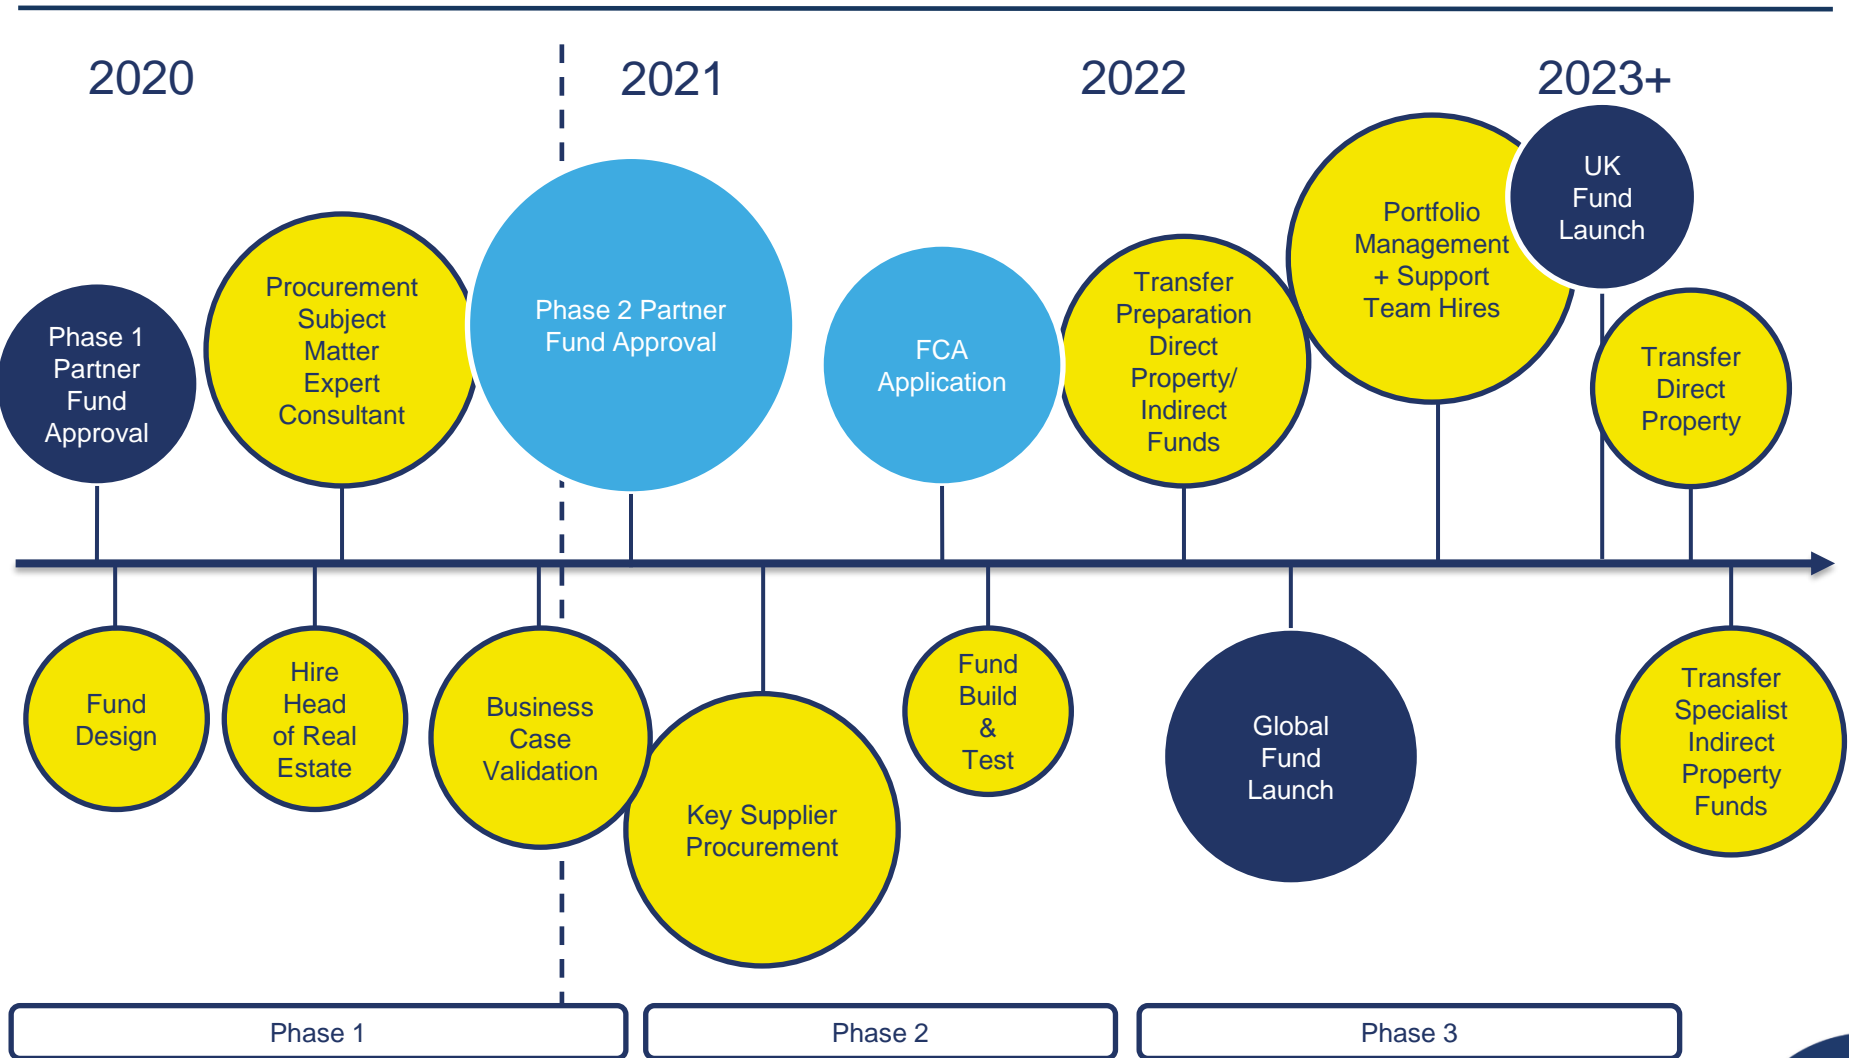 2020
2021
2022
2023+
Phase 1
Partner
Fund
Approval
Procurement
Subject
Matter
Expert
Consultant
Phase 2 Partner
Fund Approval
FCA
Application
Transfer
Preparation
Direct
Property/
Indirect
Funds
Portfolio
Management
+ Support
Team Hires
UK
Fund
Launch
Transfer
Direct
Property
Fund
Design
Hire
Head
of Real
Estate
Business
Case
Validation
Key Supplier
Procurement
Fund
Build
&
Test
Global
Fund
Launch
Transfer
Specialist
Indirect
Property
Funds
Phase 1
Phase 2
Phase 3